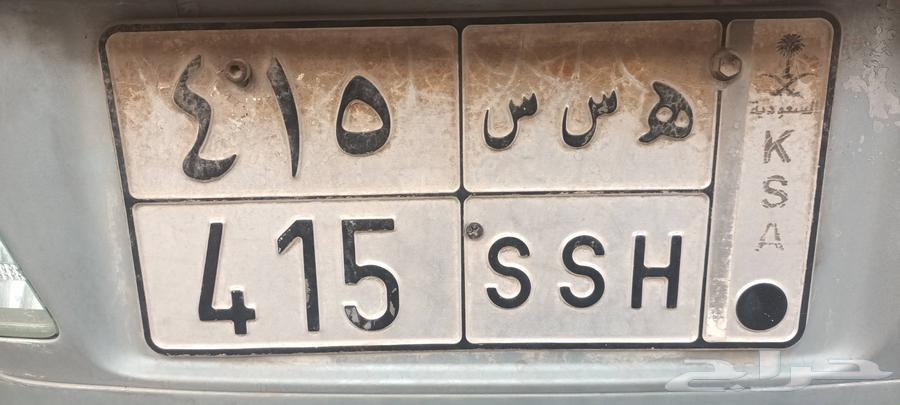 ٤١٥ هـ س س
415 SSH
السعودية
K
S
A
حراج